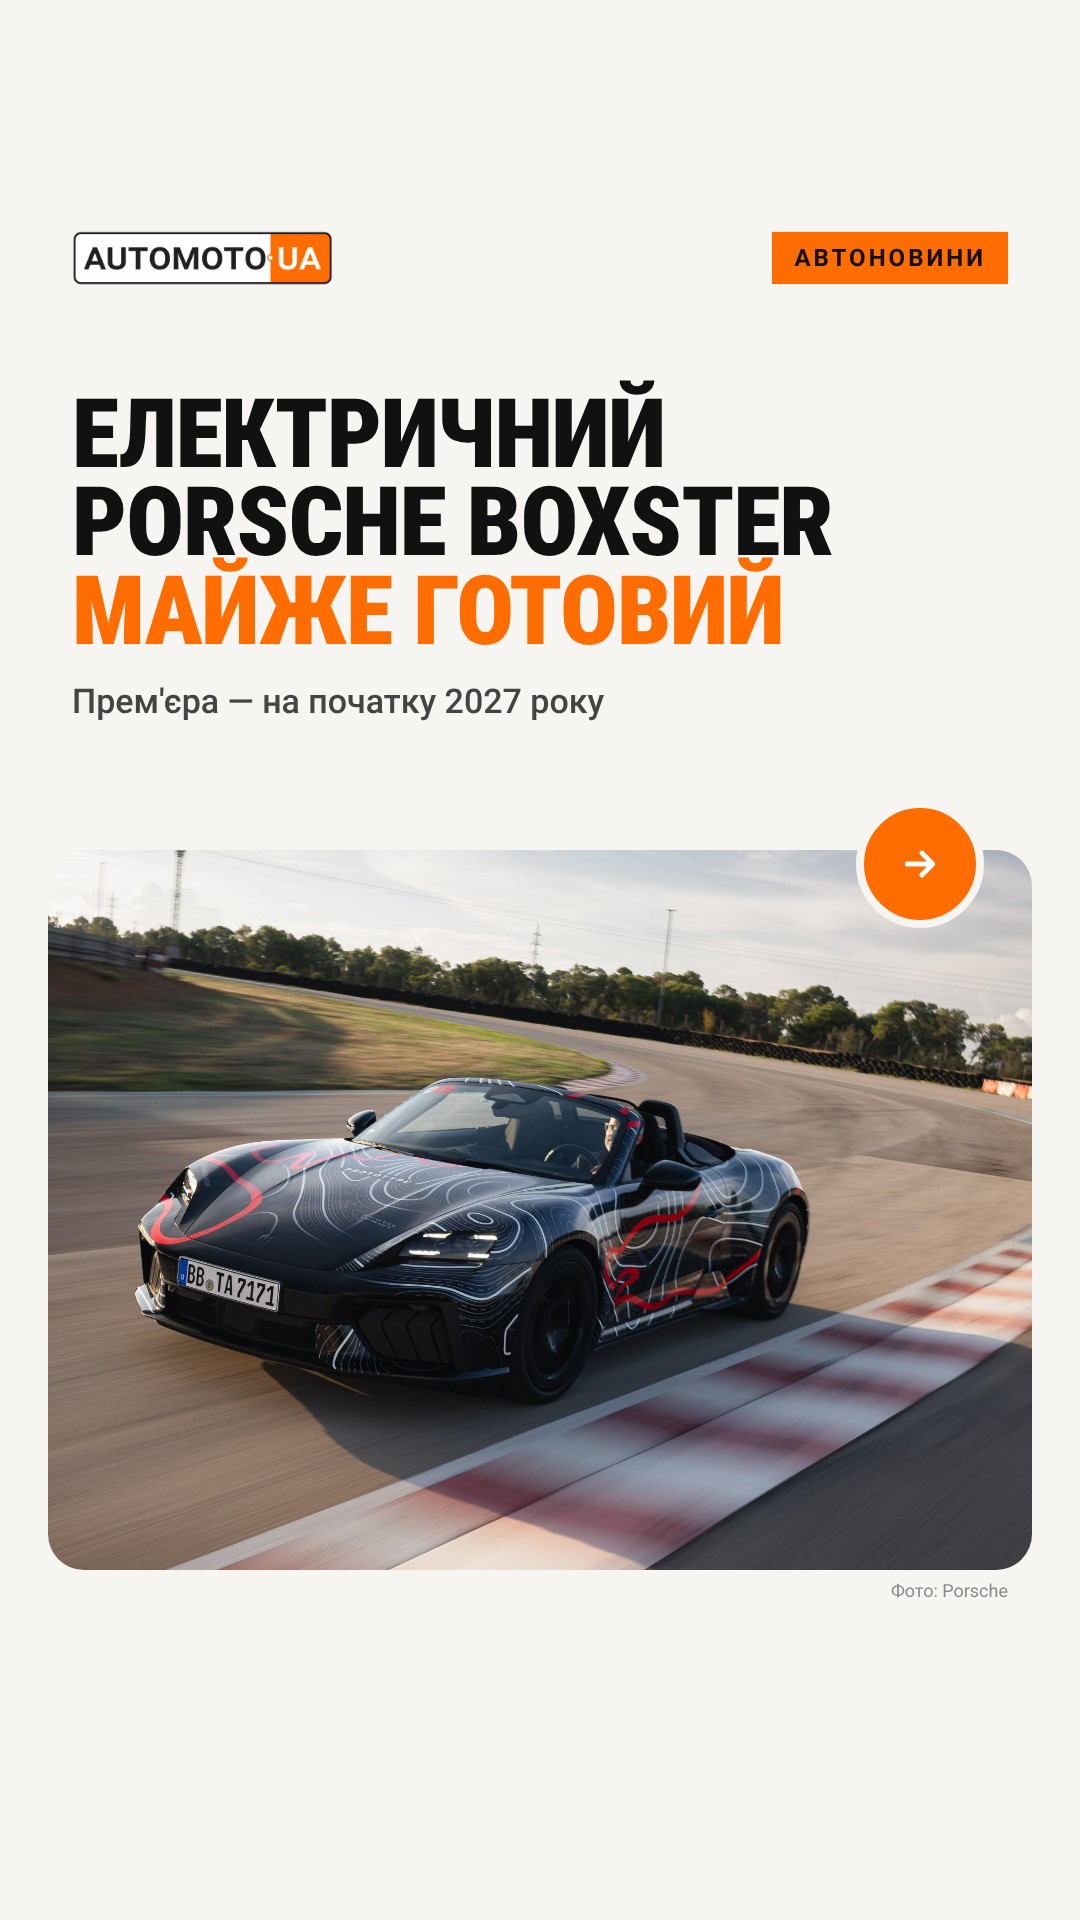 AUTOMOTO.UA
АВТОНОВИНИ
ЕЛЕКТРИЧНИЙ
PORSCHE BOXSTER
МАЙЖЕ ГОТОВИЙ
Прем'єра — на початку 2027 року
BB TA 7171
Фото: Porsche